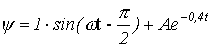 ψ = 1 · sin( ωt - π/2 ) + Ae^-0,4t